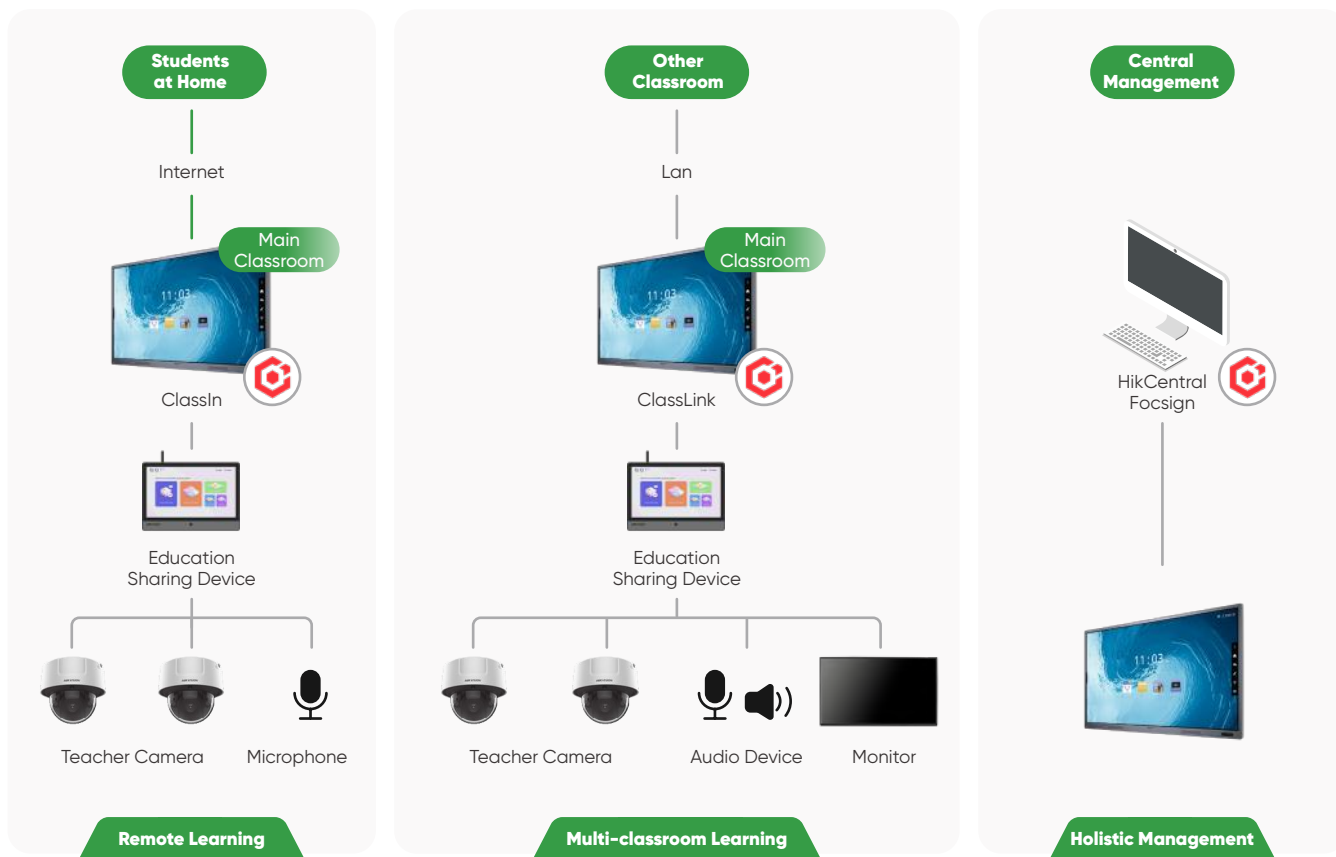 Students
at Home
Internet
Main
Classroom
11:03
ClassIn
Education
Sharing Device
Teacher Camera
Microphone
Remote Learning
Other
Classroom
Lan
Main
Classroom
11:03
ClassLink
Education
Sharing Device
Teacher Camera
Audio Device
Monitor
Multi-classroom Learning
Central
Management
HikCentral
Focsign
11:03
Holistic Management